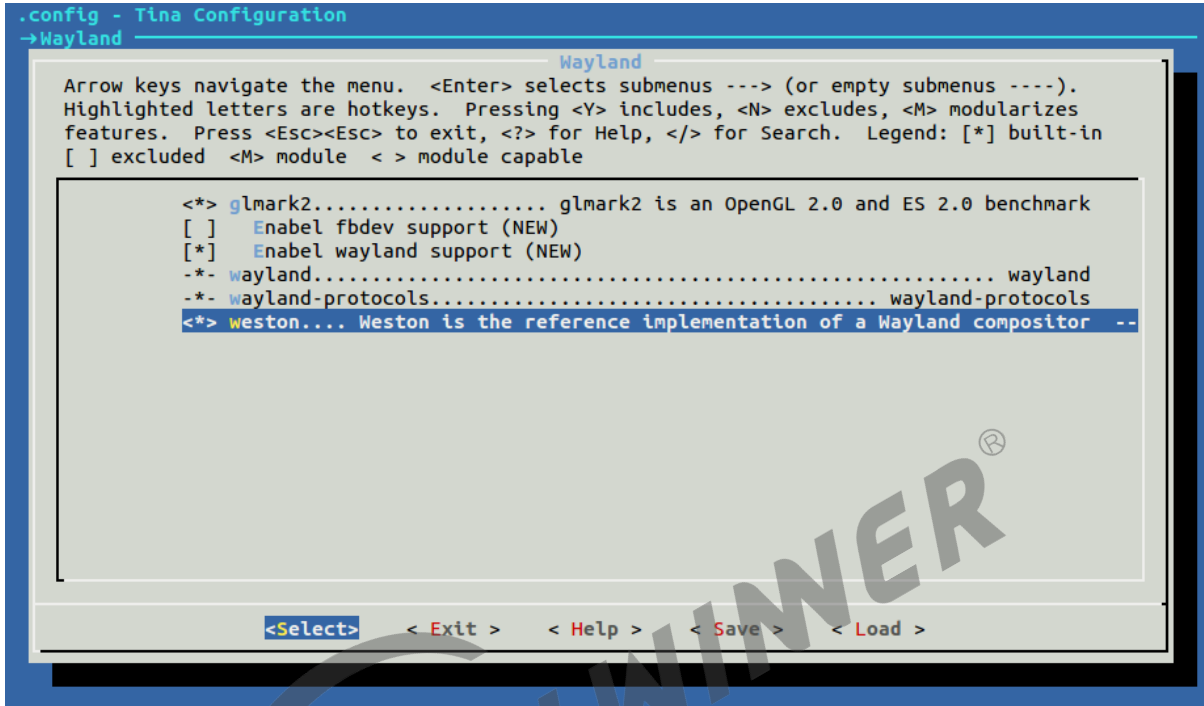 .config - Tina Configuration
→Wayland
Wayland
Arrow keys navigate the menu.  <Enter> selects submenus ---> (or empty submenus ----).
Highlighted letters are hotkeys.  Pressing <Y> includes, <N> excludes, <M> modularizes
features.  Press <Esc><Esc> to exit, <?> for Help, </> for Search.  Legend: [*] built-in
[ ] excluded  <M> module  < > module capable
<*> glmark2.................... glmark2 is an OpenGL 2.0 and ES 2.0 benchmark
[ ]   Enabel fbdev support (NEW)
[*]   Enabel wayland support (NEW)
-*- wayland.......................................................... wayland
-*- wayland-protocols...................................... wayland-protocols
<*> weston.... Weston is the reference implementation of a Wayland compositor  --
<Select>    < Exit >    < Help >    < Save >    < Load >
WINNER®